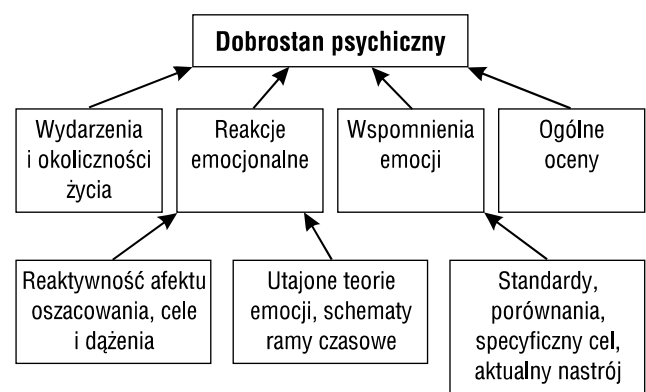 Dobrostan psychiczny
Wydarzenia
i okoliczności
życia
Reakcje
emocjonalne
Wspomnienia
emocji
Ogólne
oceny
Reaktywność afektu
oszacowania, cele
i dążenia
Utajone teorie
emocji, schematy
ramy czasowe
Standardy,
porównania,
specyficzny cel,
aktualny nastrój